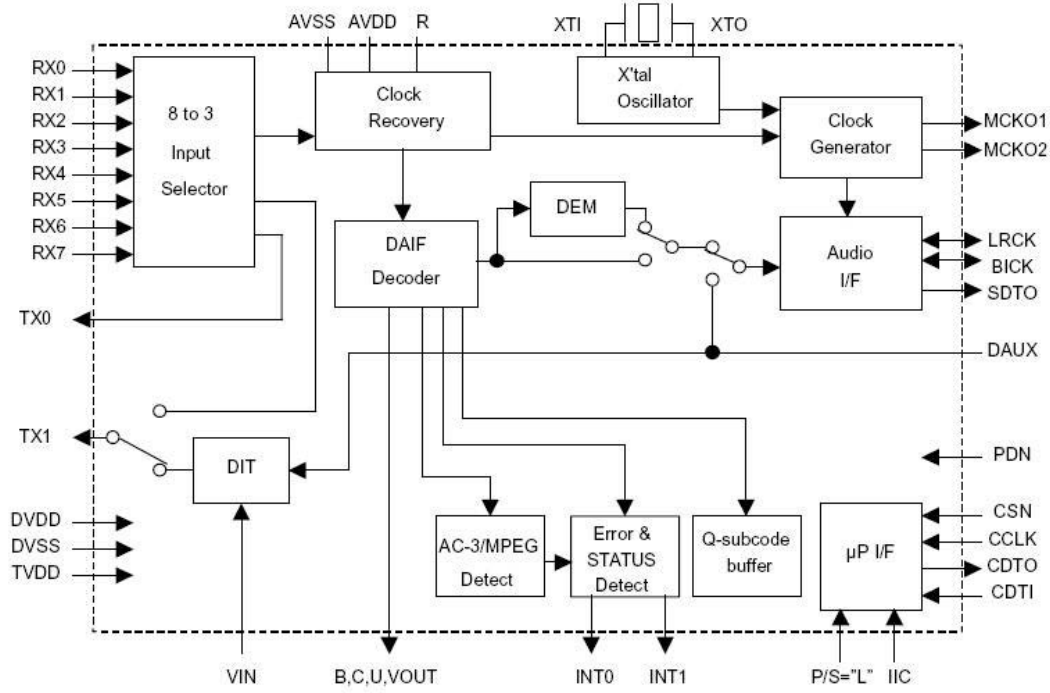 AVSS AVDD R
XTI XTO
RX0
RX1
RX2
RX3
RX4
RX5
RX6
RX7
8 to 3
Input
Selector
Clock
Recovery
X'tal
Oscillator
Clock
Generator
MCKO1
MCKO2
DEM
DAIF
Decoder
Audio
I/F
LRCK
BICK
SDTO
TX0
DAUX
TX1
DIT
PDN
DVDD
DVSS
TVDD
AC-3/MPEG
Detect
Error &
STATUS
Detect
Q-subcode
buffer
µP I/F
CSN
CCLK
CDTO
CDTI
VIN
B,C,U,VOUT
INT0
INT1
P/S="L"
IIC